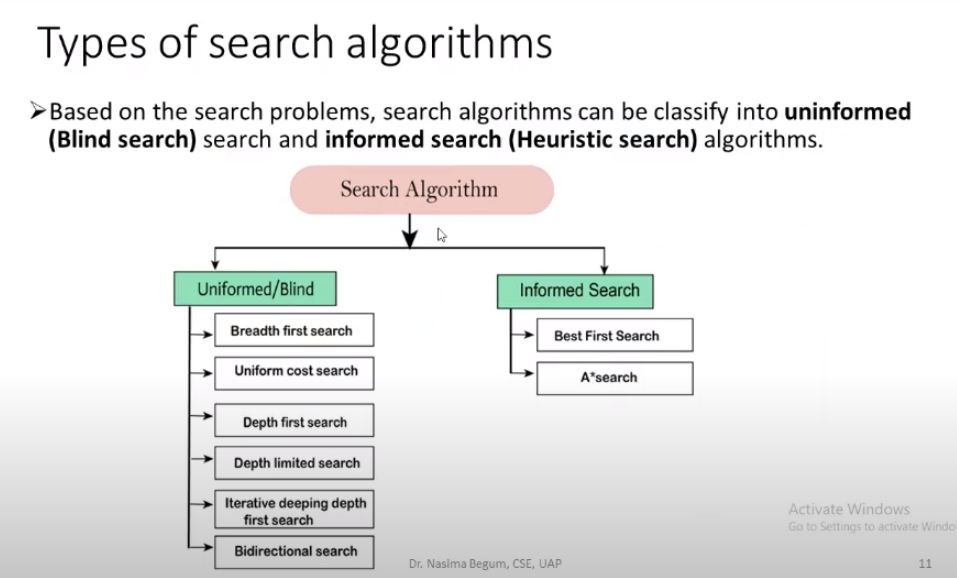 Types of search algorithms
➢Based on the search problems, search algorithms can be classify into uninformed
(Blind search) search and informed search (Heuristic search) algorithms.
Search Algorithm
Uniformed/Blind
Breadth first search
Uniform cost search
Depth first search
Depth limited search
Iterative deeping depth
first search
Bidirectional search
Informed Search
Best First Search
A*search
Activate Windows
Go to Settings to activate Windo
Dr. Nasima Begum, CSE, UAP
11